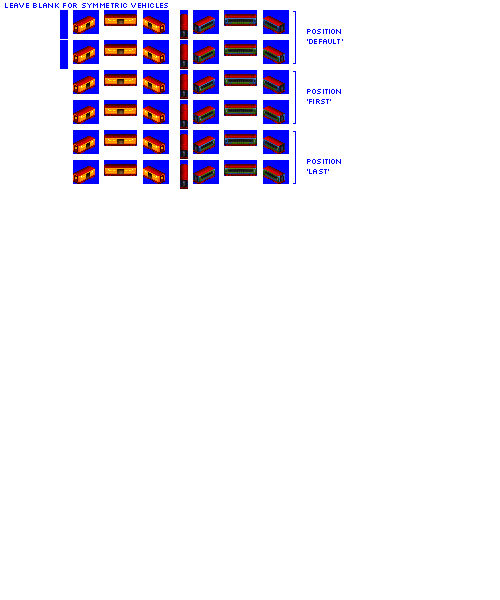 LEAVE BLANK FOR SYMMETRIC VEHICLES
POSITION
'DEFAULT'
POSITION
'FIRST'
POSITION
'LAST'